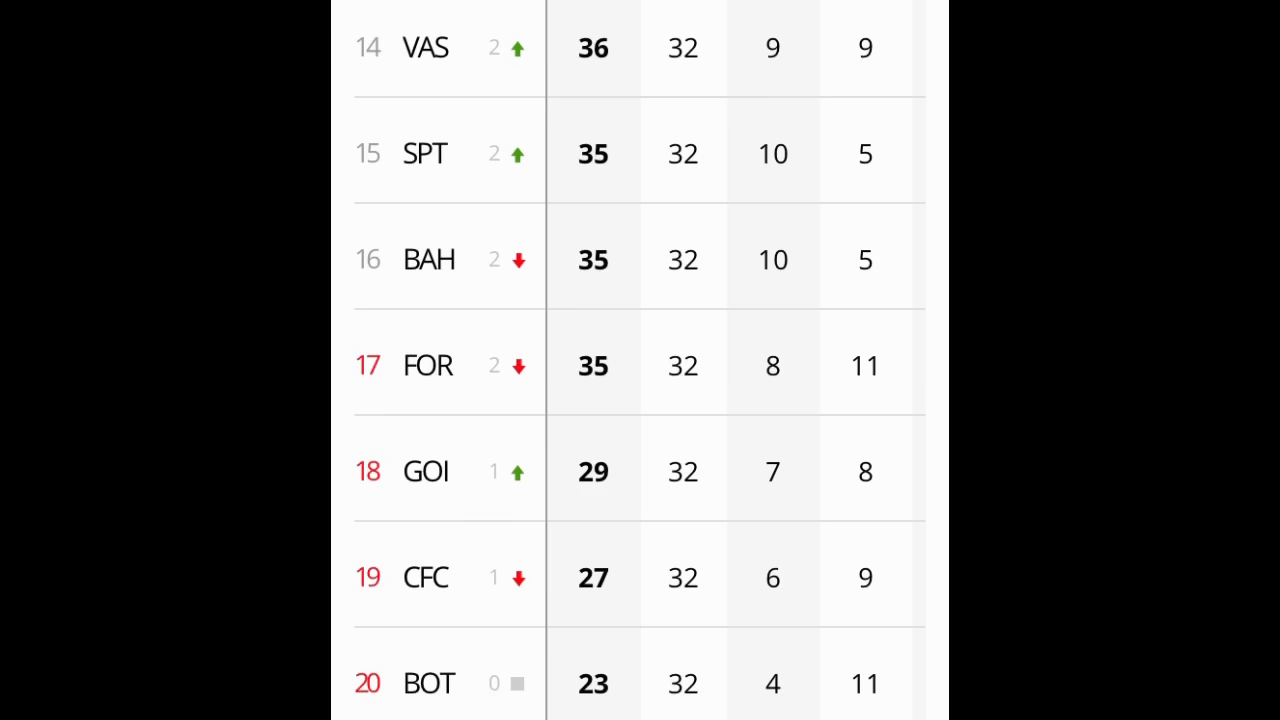 14 VAS 2 36 32 9 9
15 SPT 2 35 32 10 5
16 BAH 2 35 32 10 5
17 FOR 2 35 32 8 11
18 GOI 1 29 32 7 8
19 CFC 1 27 32 6 9
20 BOT 0 23 32 4 11